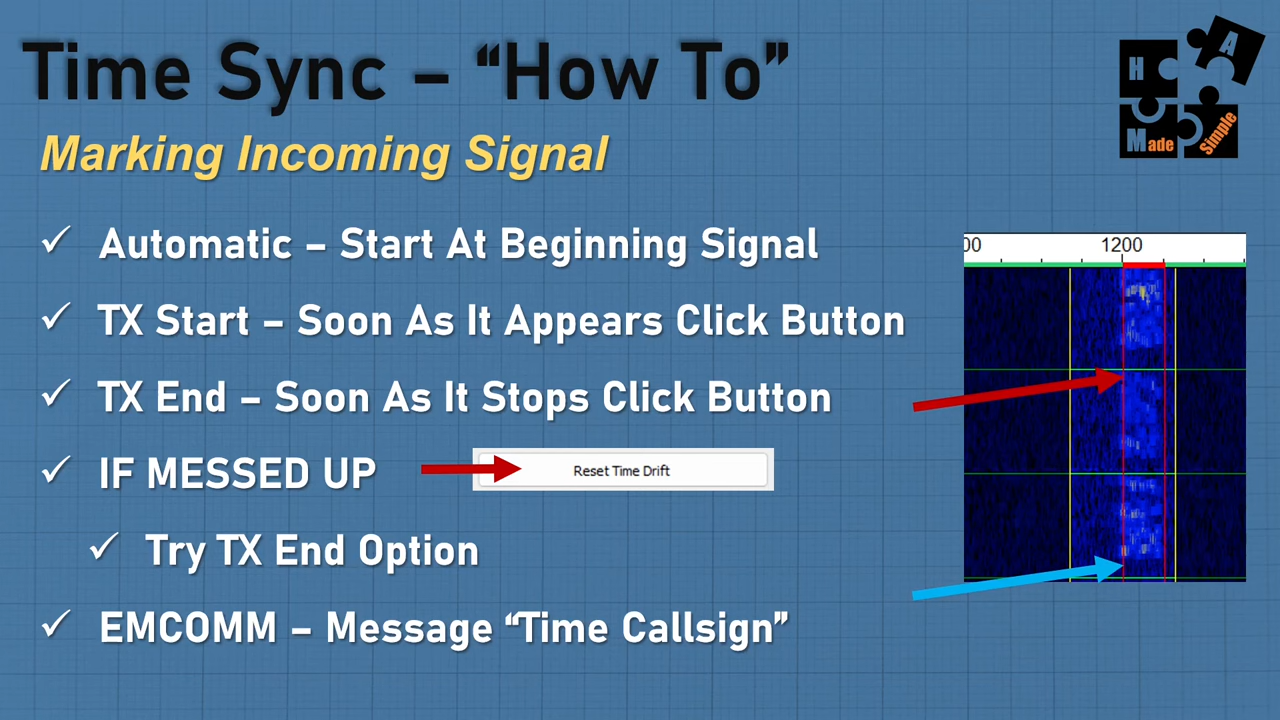 Time Sync – “How To”
H A
Made Simple
Marking Incoming Signal
✓ Automatic – Start At Beginning Signal
✓ TX Start – Soon As It Appears Click Button
✓ TX End – Soon As It Stops Click Button
✓ IF MESSED UP
Reset Time Drift
✓ Try TX End Option
✓ EMCOMM – Message “Time Callsign”
00 1200